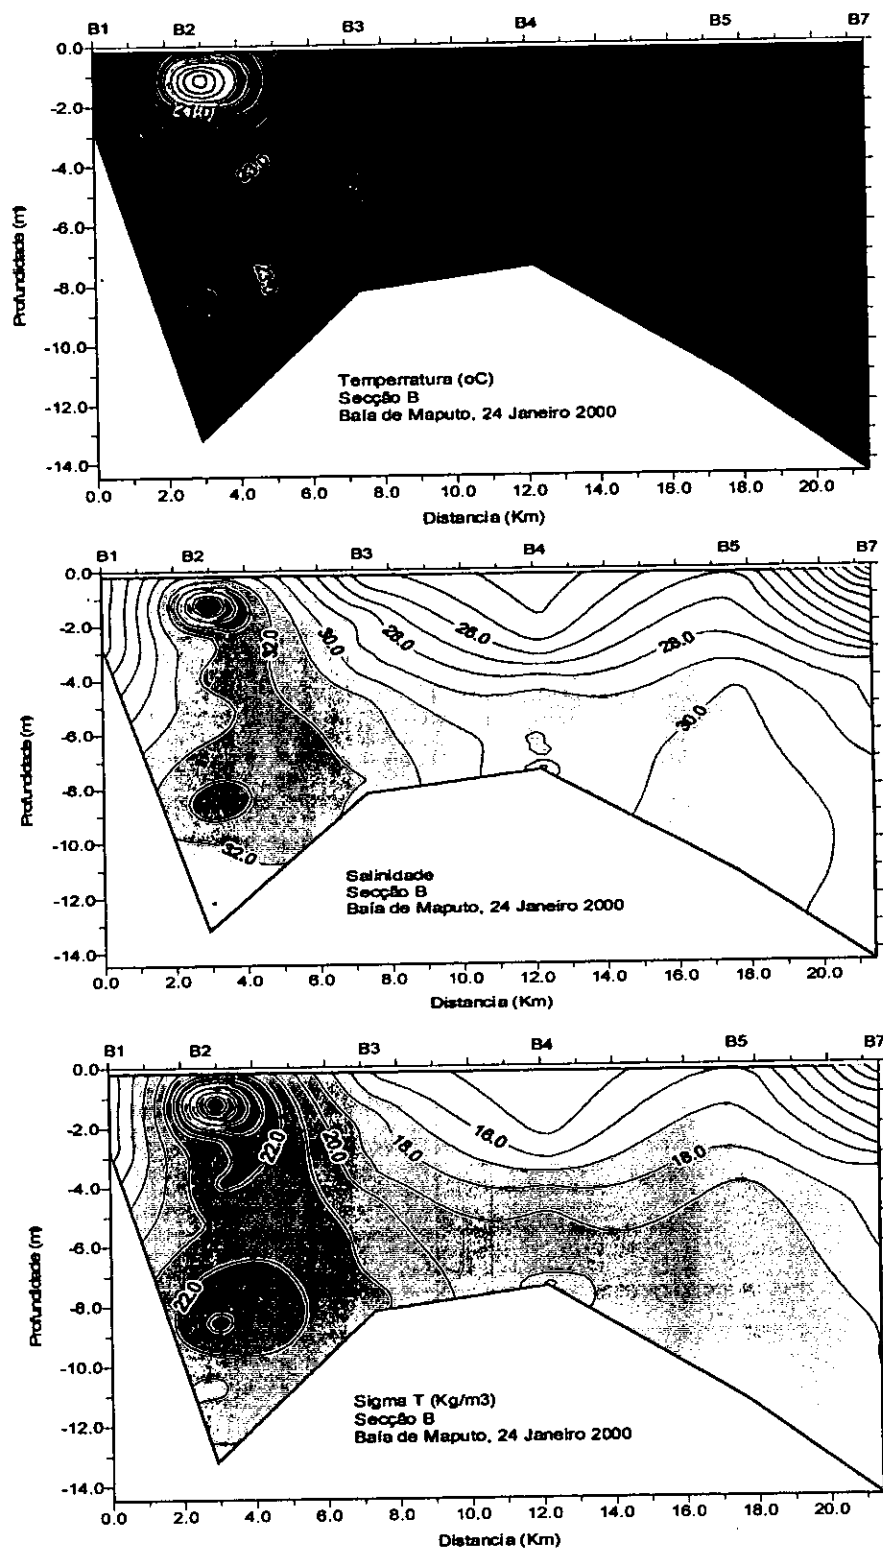 B1 B2 B3 B4 B5 B7
0.0
-2.0
-4.0
-6.0
-8.0
-10.0
-12.0
-14.0
Profundidade (m)
21.0
Temperratura (oC)
Secção B
Baía de Maputo, 24 Janeiro 2000
0.0 2.0 4.0 6.0 8.0 10.0 12.0 14.0 16.0 18.0 20.0
Distancia (Km)
B1 B2 B3 B4 B5 B7
0.0
-2.0
-4.0
-6.0
-8.0
-10.0
-12.0
-14.0
Profundidade (m)
32.0 30.0 28.0 26.0 28.0
30.0
32.0
Salinidade
Secção B
Baía de Maputo, 24 Janeiro 2000
0.0 2.0 4.0 6.0 8.0 10.0 12.0 14.0 16.0 18.0 20.0
Distancia (Km)
B1 B2 B3 B4 B5 B7
0.0
-2.0
-4.0
-6.0
-8.0
-10.0
-12.0
-14.0
Profundidade (m)
22.0 20.0 18.0 16.0 18.0
22.0
Sigma T (Kg/m3)
Secção B
Baía de Maputo, 24 Janeiro 2000
0.0 2.0 4.0 6.0 8.0 10.0 12.0 14.0 16.0 18.0 20.0
Distancia (Km)